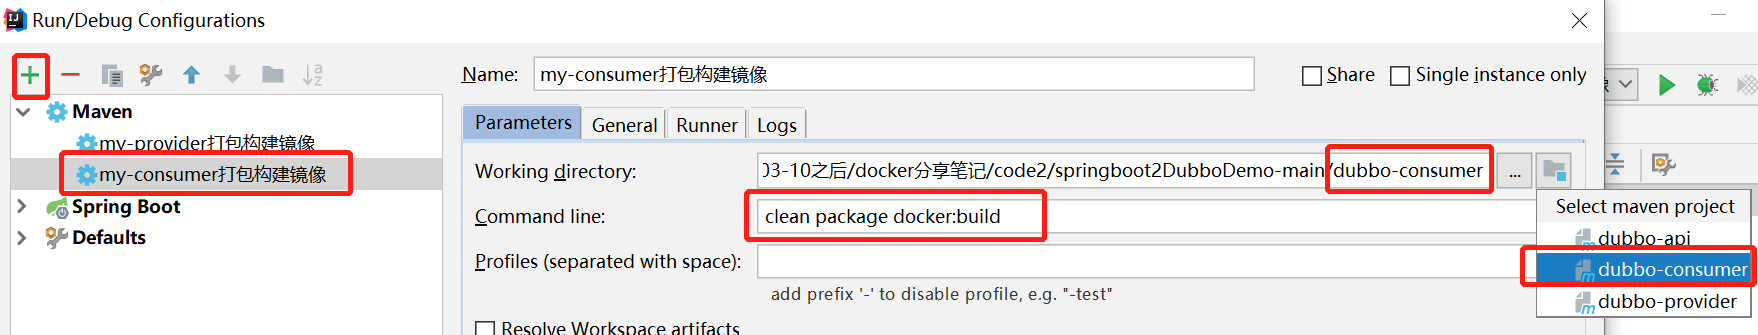 Run/Debug Configurations
Name: my-consumer打包构建镜像 Share Single instance only
Maven
my-provider打包构建镜像
my-consumer打包构建镜像
Spring Boot
Defaults
Parameters General Runner Logs
Working directory: 03-10之后/docker分享笔记/code2/springboot2DubboDemo-main/dubbo-consumer ...
Command line: clean package docker:build
Profiles (separated with space):
add prefix '-' to disable profile, e.g. "-test"
Resolve Workspace artifacts
Select maven project
dubbo-api
dubbo-consumer
dubbo-provider